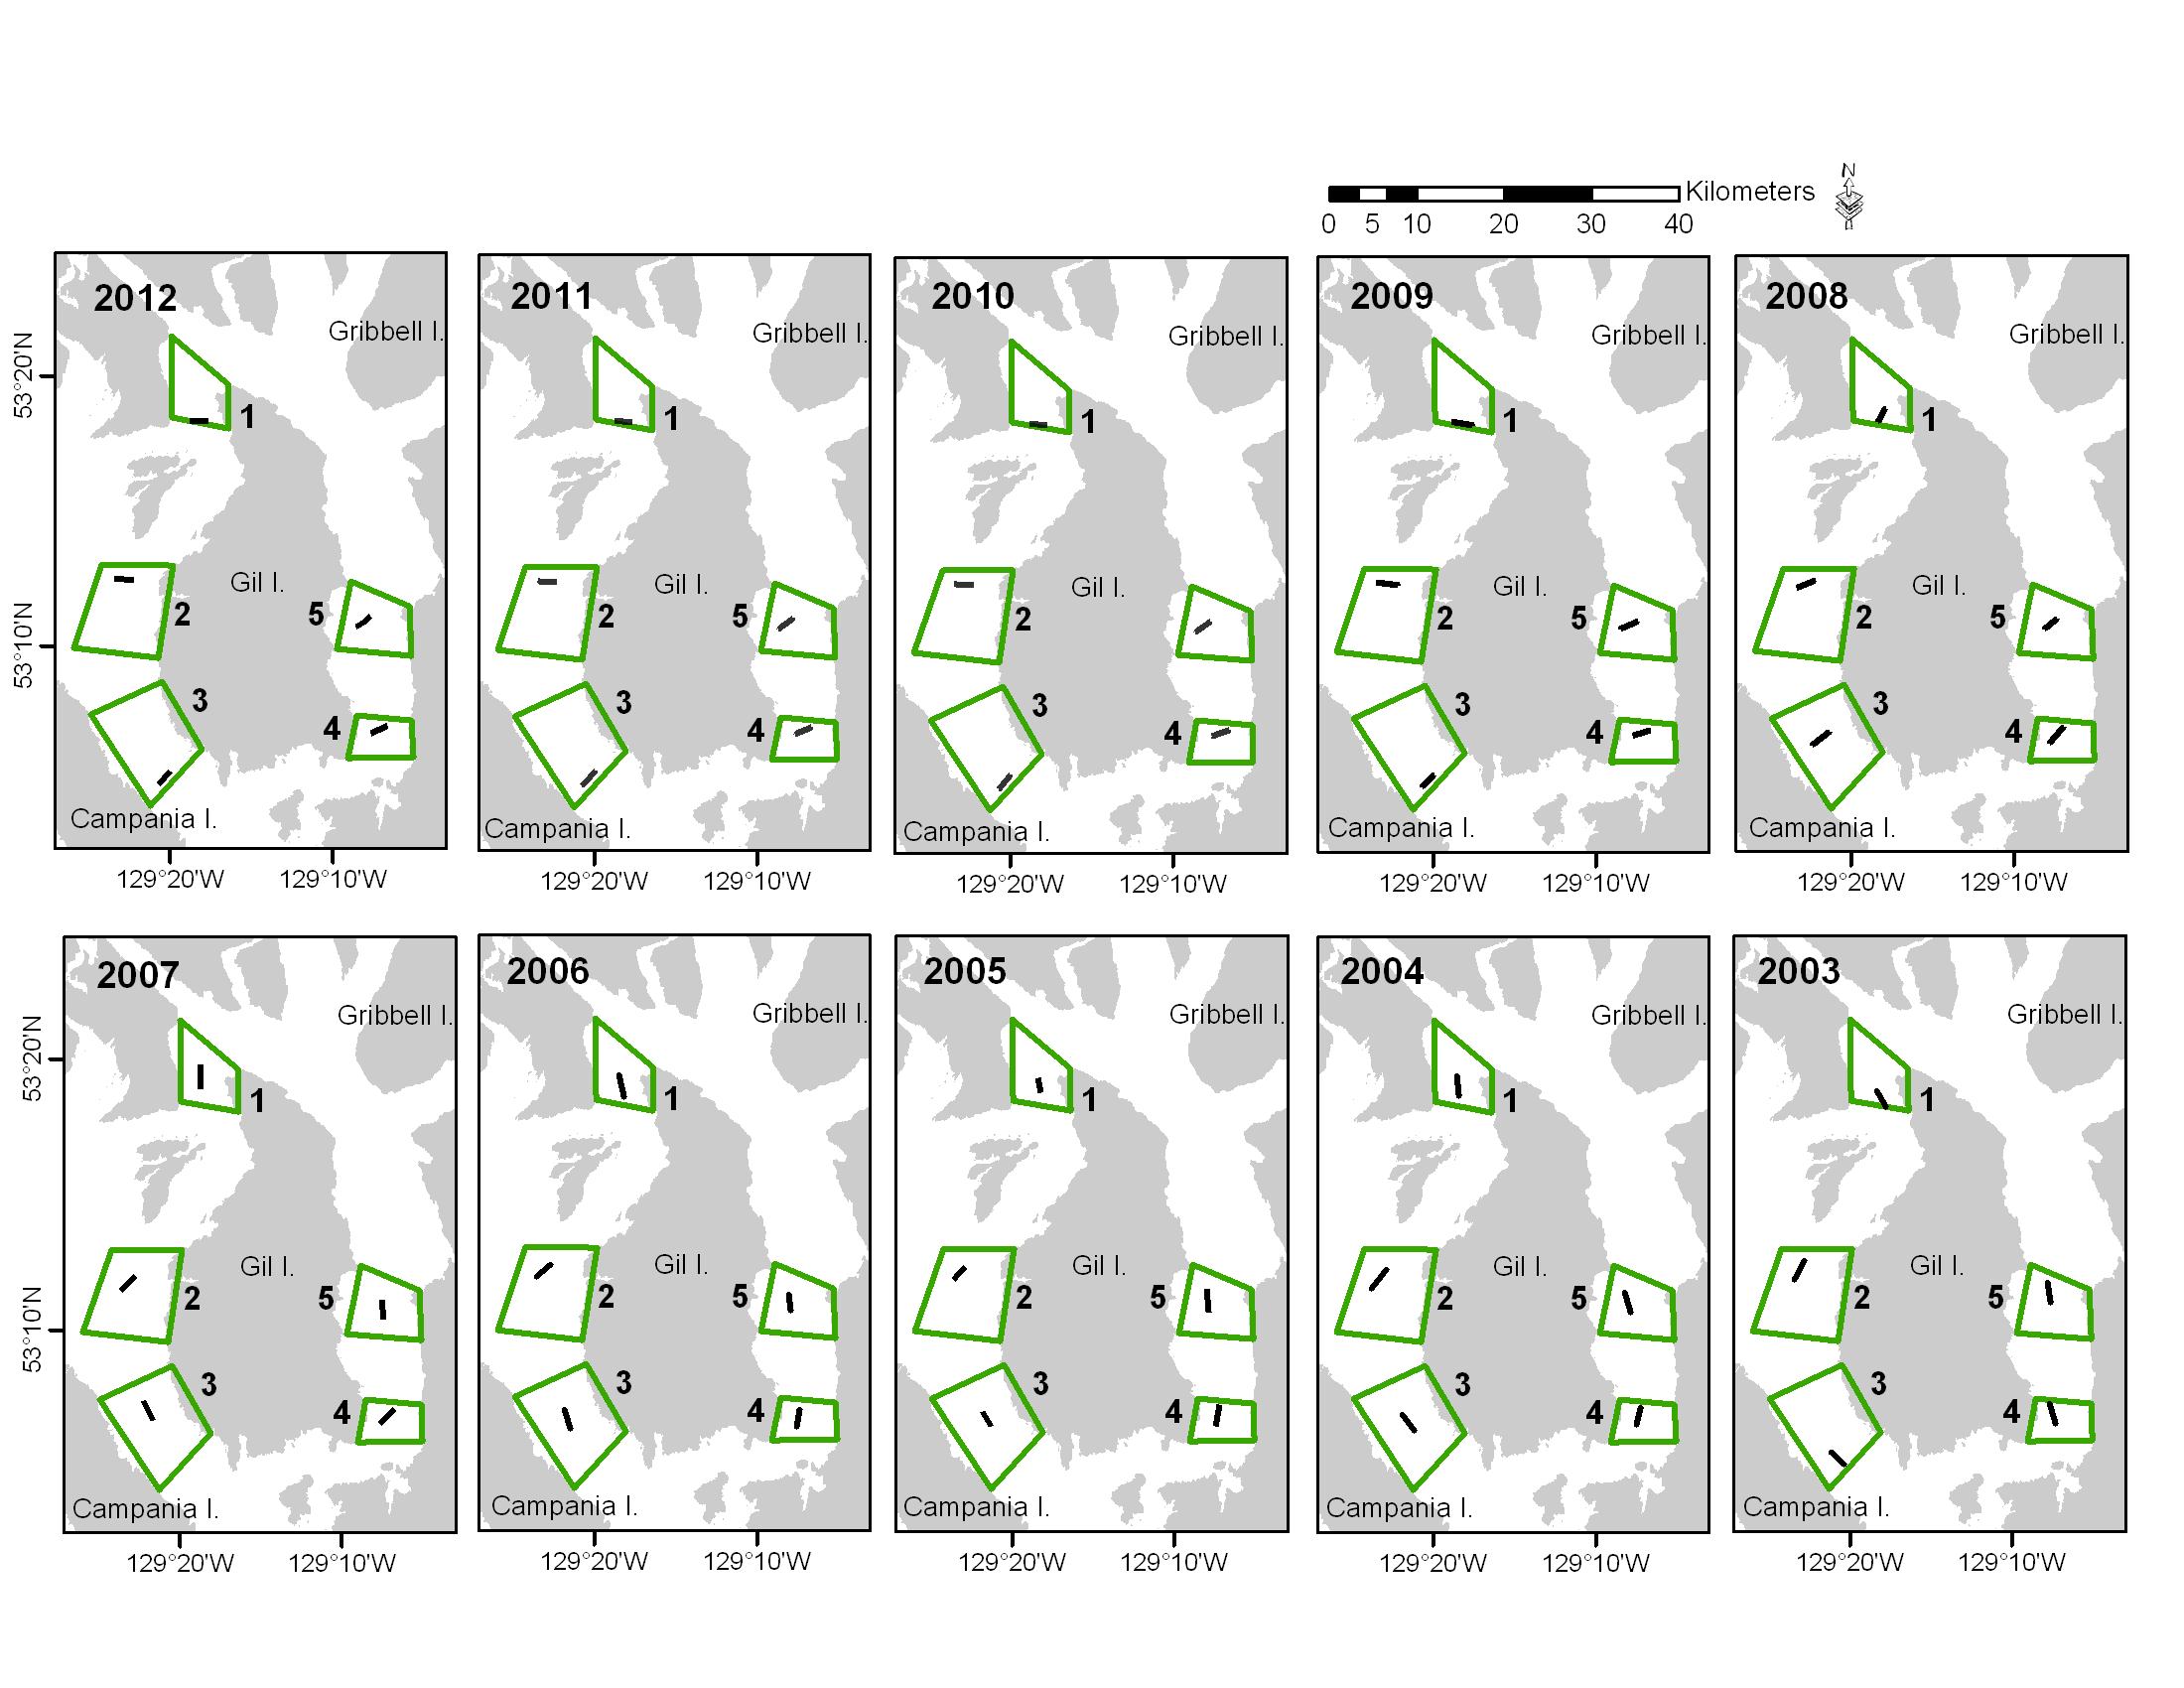 N
Kilometers
0 5 10 20 30 40
2012
Gribbell I.
53°20'N
1
Gil I.
2
5
53°10'N
3
4
Campania I.
129°20'W 129°10'W
2011
Gribbell I.
1
Gil I.
2
5
3
4
Campania I.
129°20'W 129°10'W
2010
Gribbell I.
1
Gil I.
2
3
4
Campania I.
129°20'W 129°10'W
2009
Gribbell I.
1
Gil I.
2
5
3
4
Campania I.
129°20'W 129°10'W
2008
Gribbell I.
1
Gil I.
2
5
3
4
Campania I.
129°20'W 129°10'W
2007
Gribbell I.
53°20'N
1
Gil I.
2
5
53°10'N
3
4
Campania I.
129°20'W 129°10'W
2006
Gribbell I.
1
Gil I.
2
5
3
4
Campania I.
129°20'W 129°10'W
2005
Gribbell I.
1
Gil I.
2
5
3
4
Campania I.
129°20'W 129°10'W
2004
Gribbell I.
1
Gil I.
2
5
3
4
Campania I.
129°20'W 129°10'W
2003
Gribbell I.
1
Gil I.
2
5
3
4
Campania I.
129°20'W 129°10'W